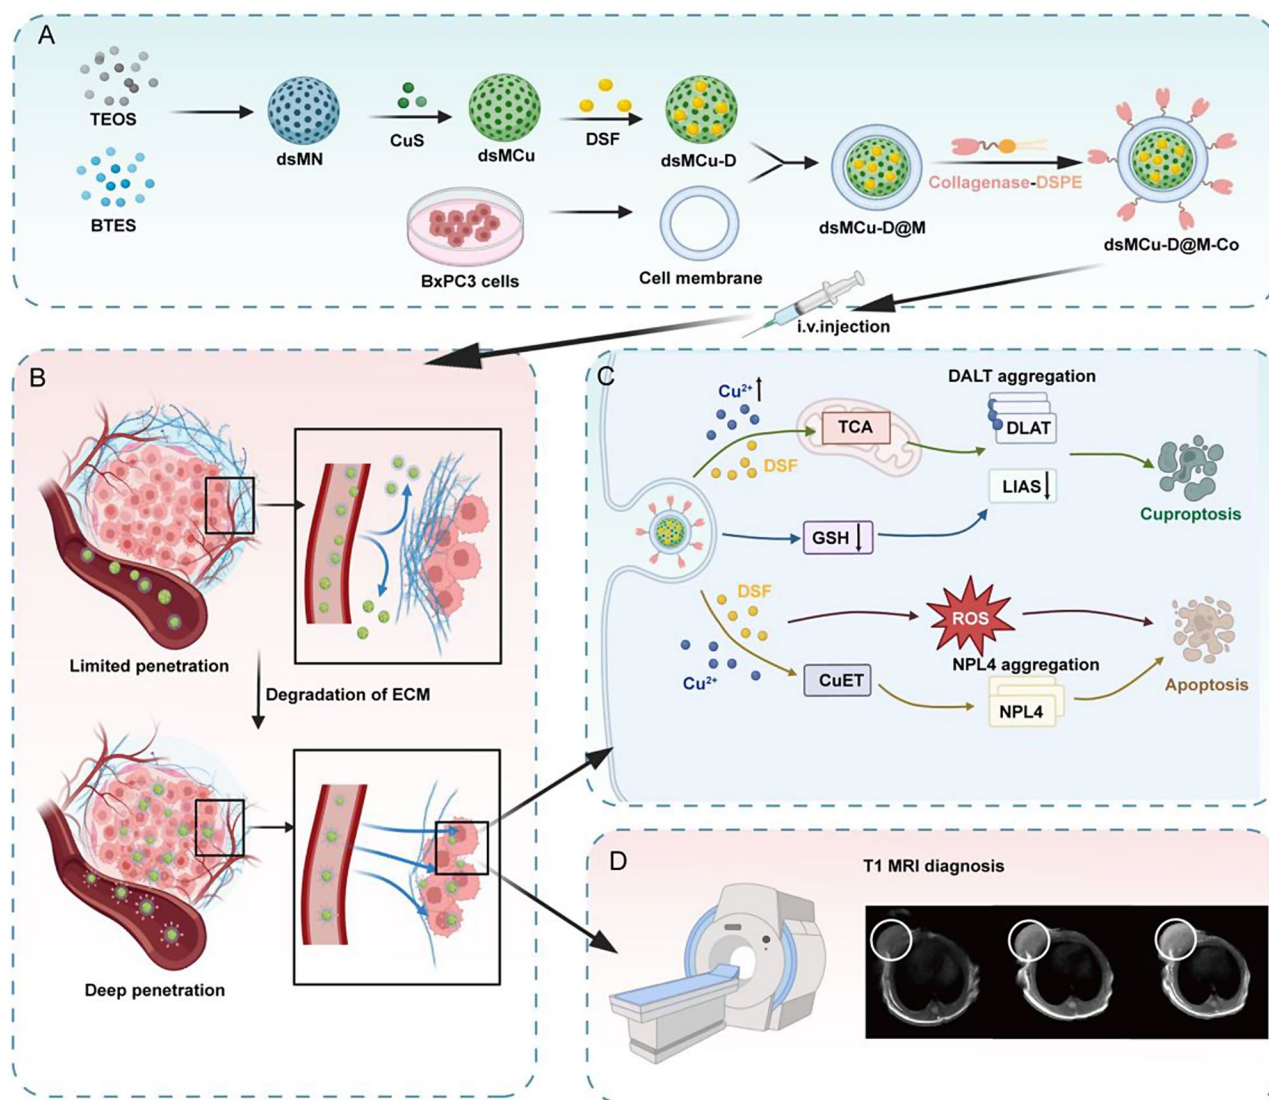 A
TEOS
BTES
dsMN
CuS
dsMCu
DSF
dsMCu-D
BxPC3 cells
Cell membrane
dsMCu-D@M
Collagenase-DSPE
dsMCu-D@M-Co
i.v.injection
B
Limited penetration
Degradation of ECM
Deep penetration
C
Cu²⁺
DSF
TCA
DALT aggregation
DLAT
LIAS
GSH
Cuproptosis
DSF
Cu²⁺
ROS
CuET
NPL4 aggregation
NPL4
Apoptosis
D
T1 MRI diagnosis